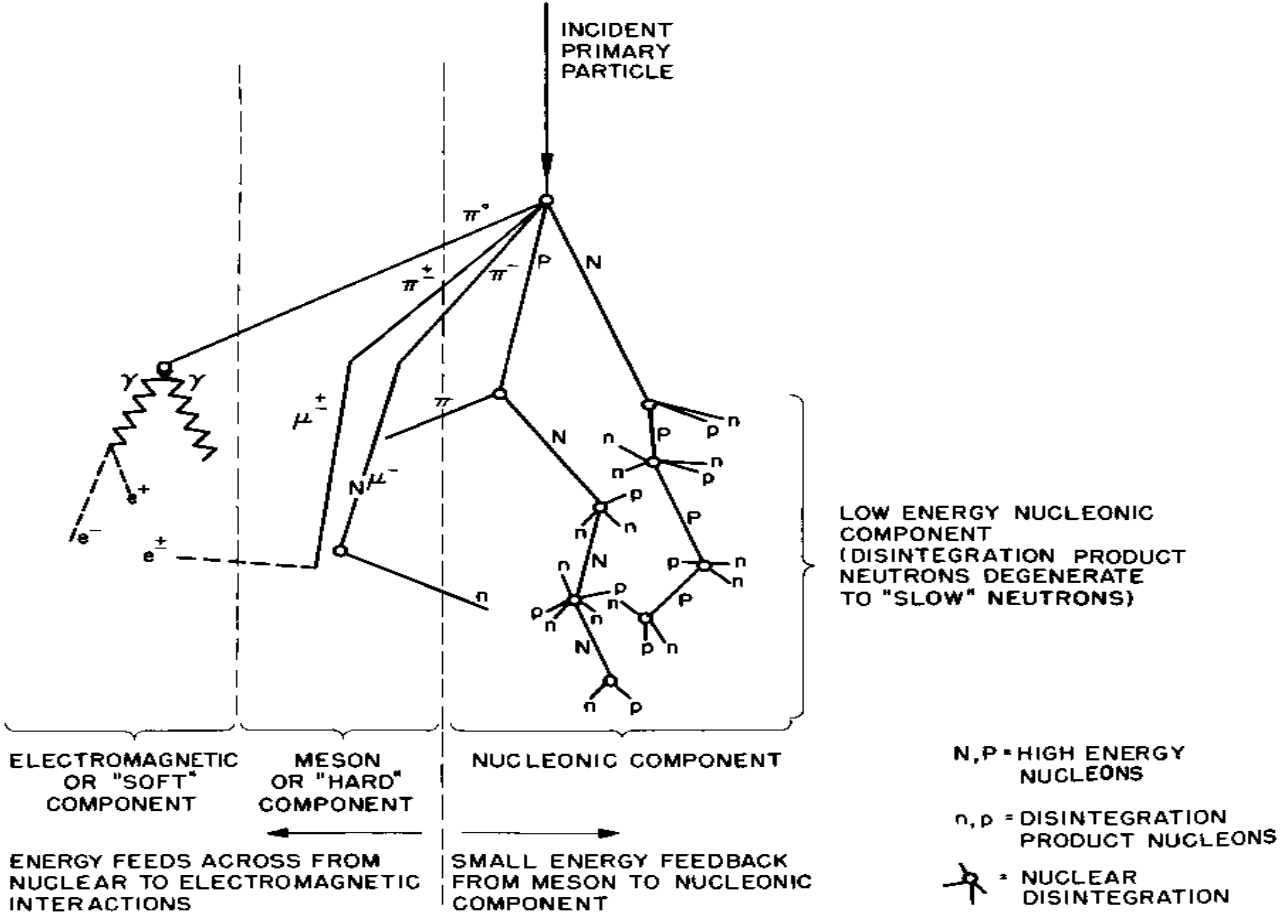 INCIDENT
PRIMARY
PARTICLE
π°
π±
π⁻
P
N
γ
γ
μ±
π
N
P
n
p
n
n
n
p
e⁺
e⁻
e±
N
μ⁻
p
n
n
P
N
n
p
n
n
n
n
p
p
n
n
n
P
N
p
n
n
n
p
LOW ENERGY NUCLEONIC
COMPONENT
(DISINTEGRATION PRODUCT
NEUTRONS DEGENERATE
TO "SLOW" NEUTRONS)
ELECTROMAGNETIC
OR "SOFT"
COMPONENT
MESON
OR "HARD"
COMPONENT
NUCLEONIC COMPONENT
ENERGY FEEDS ACROSS FROM
NUCLEAR TO ELECTROMAGNETIC
INTERACTIONS
SMALL ENERGY FEEDBACK
FROM MESON TO NUCLEONIC
COMPONENT
N,P = HIGH ENERGY
NUCLEONS
n,p = DISINTEGRATION
PRODUCT NUCLEONS
= NUCLEAR
DISINTEGRATION